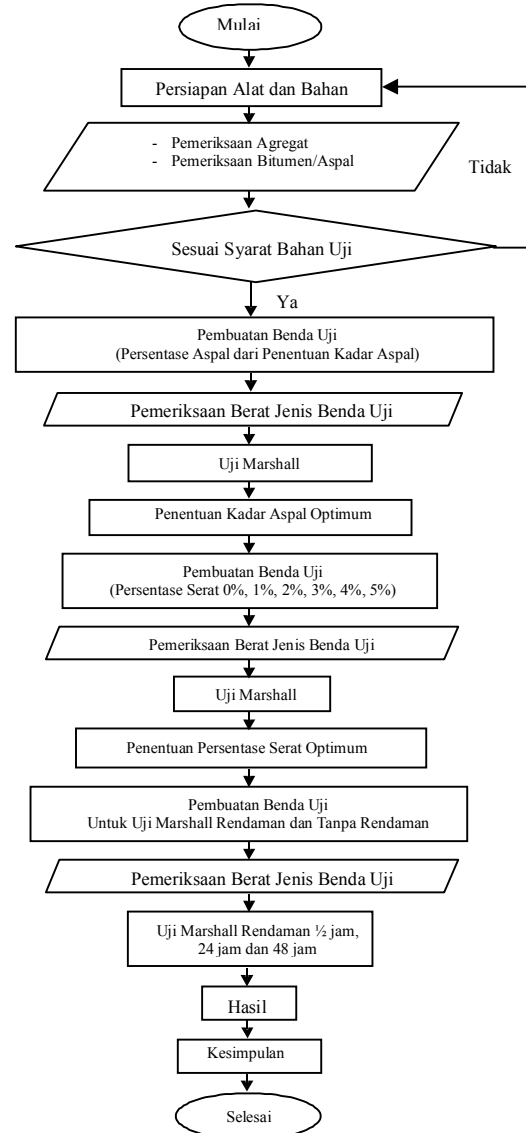 Mulai
Persiapan Alat dan Bahan
- Pemeriksaan Agregat
- Pemeriksaan Bitumen/Aspal
Tidak
Sesuai Syarat Bahan Uji
Ya
Pembuatan Benda Uji
(Persentase Aspal dari Penentuan Kadar Aspal)
Pemeriksaan Berat Jenis Benda Uji
Uji Marshall
Penentuan Kadar Aspal Optimum
Pembuatan Benda Uji
(Persentase Serat 0%, 1%, 2%, 3%, 4%, 5%)
Pemeriksaan Berat Jenis Benda Uji
Uji Marshall
Penentuan Persentase Serat Optimum
Pembuatan Benda Uji
Untuk Uji Marshall Rendaman dan Tanpa Rendaman
Pemeriksaan Berat Jenis Benda Uji
Uji Marshall Rendaman ½ jam,
24 jam dan 48 jam
Hasil
Kesimpulan
Selesai